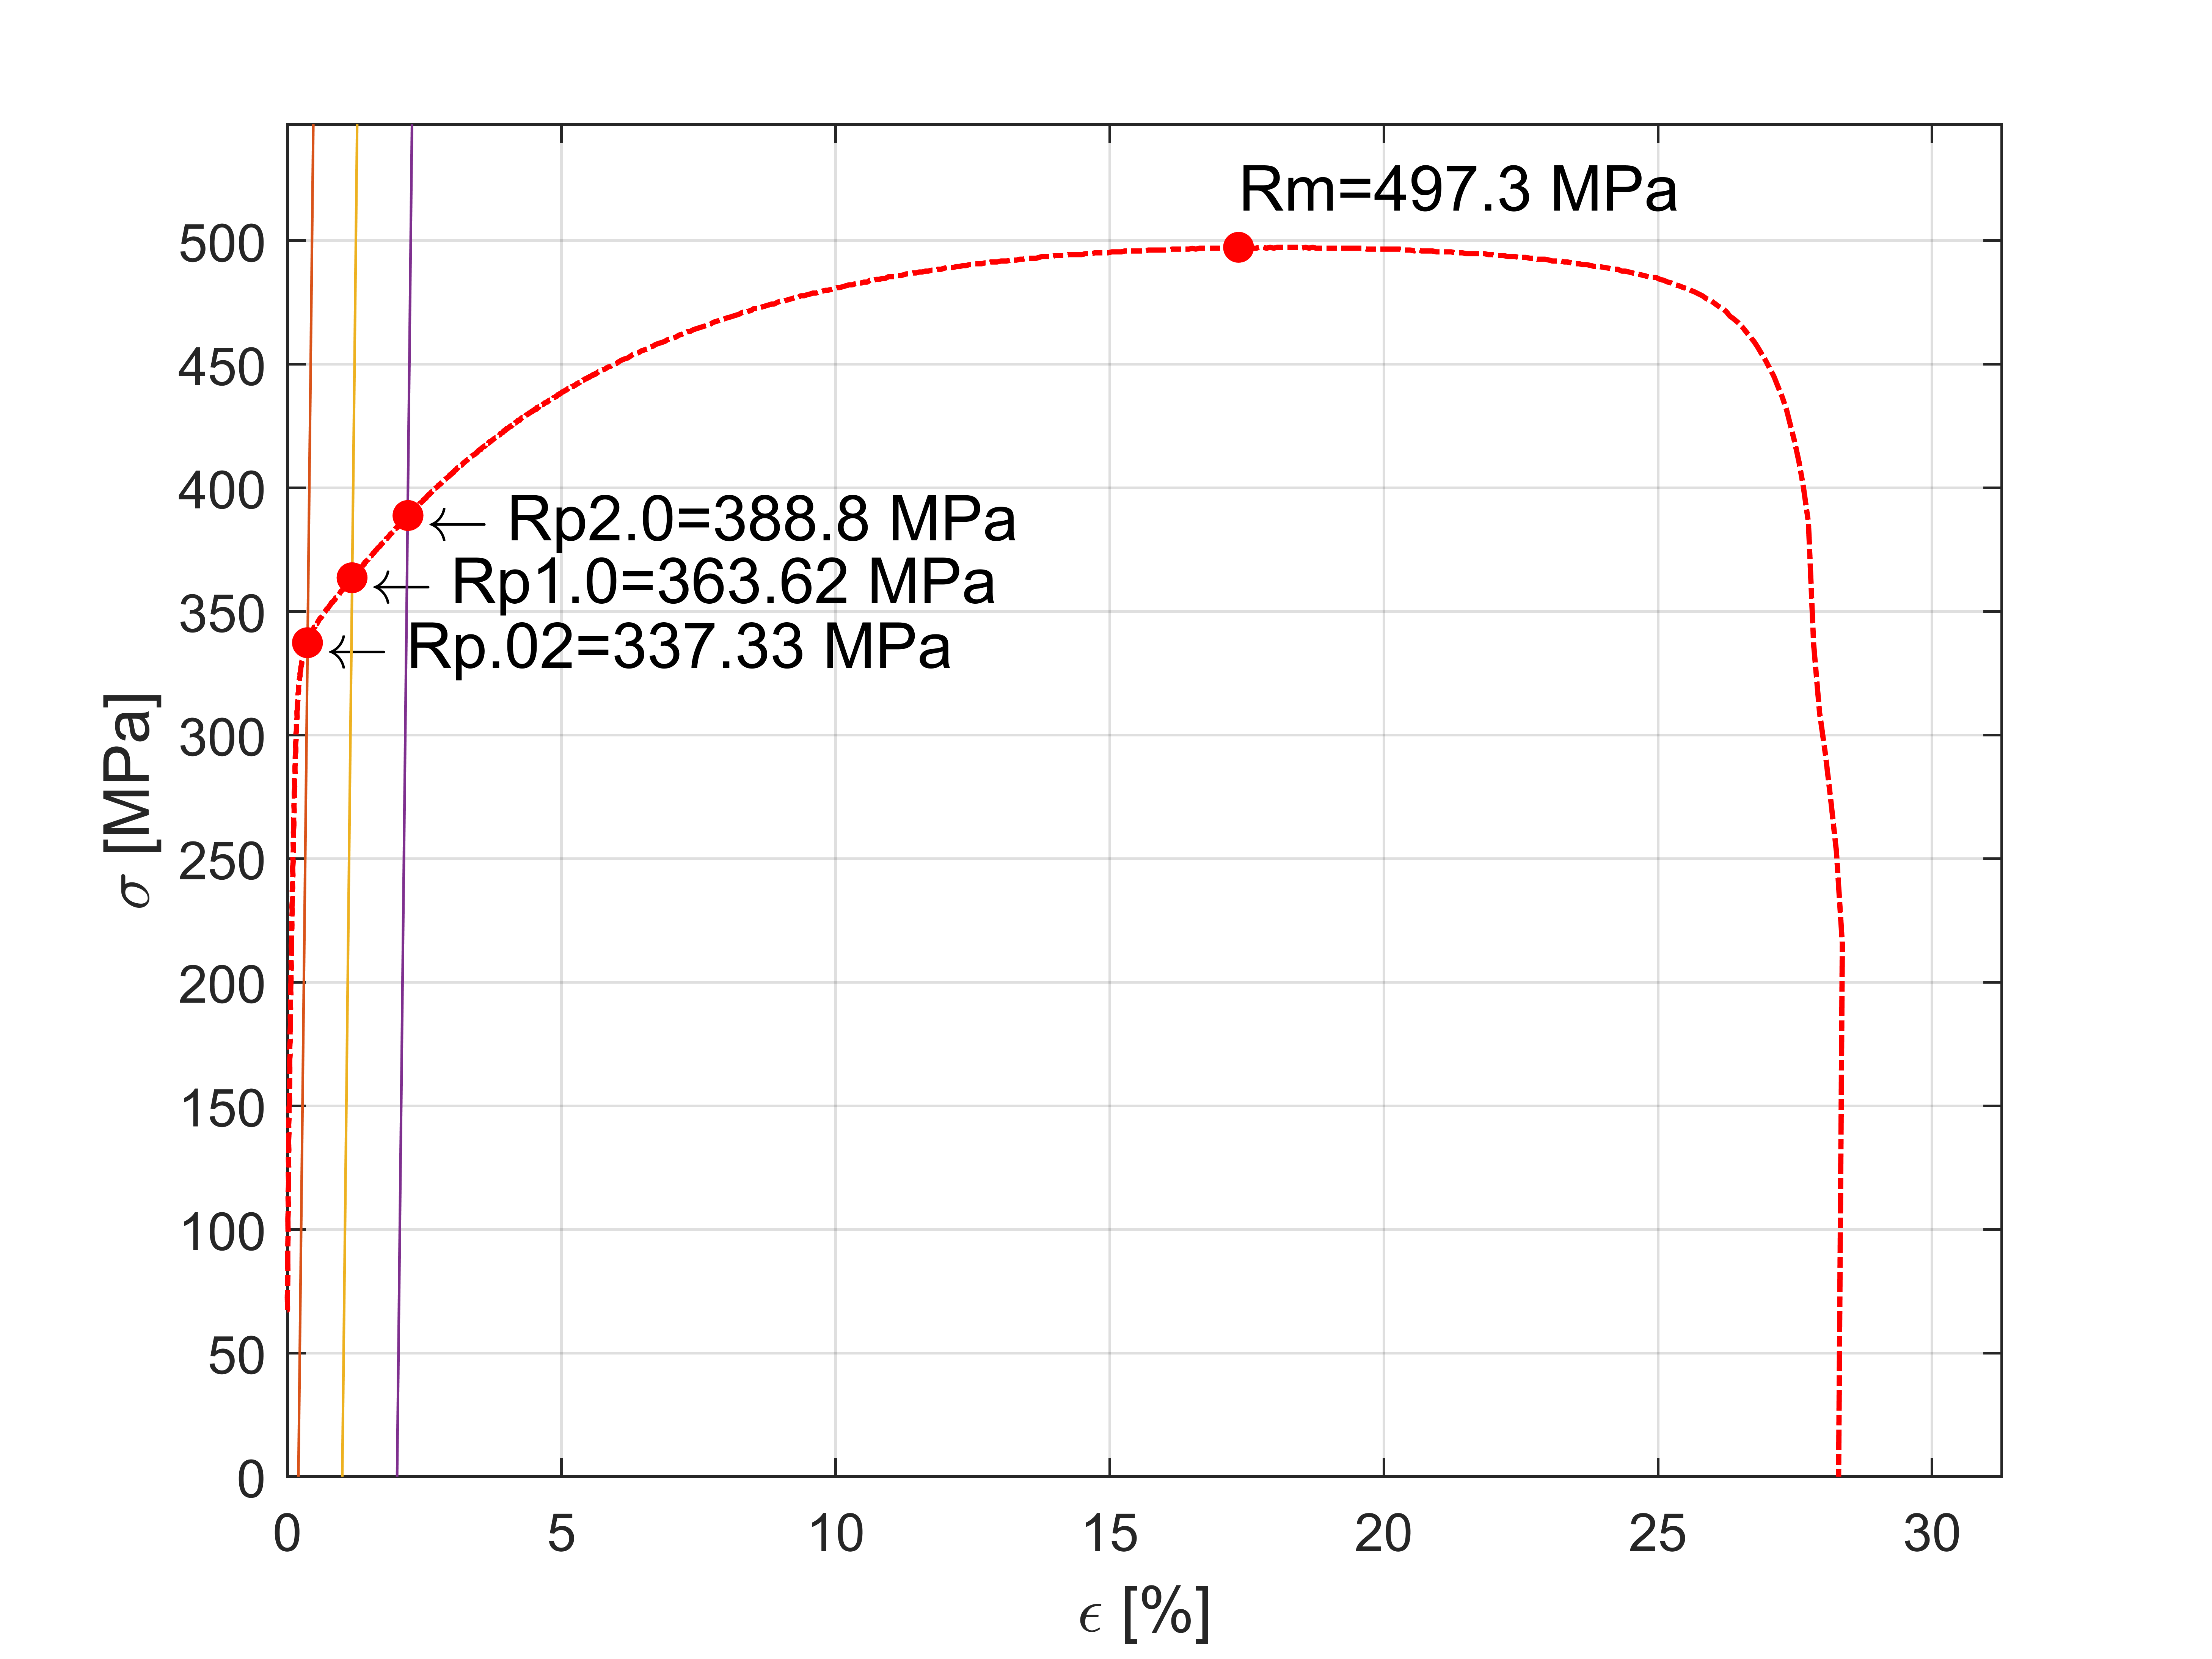 Rm=497.3 MPa
500
450
400
350
300
250
200
150
100
50
0
← Rp2.0=388.8 MPa
← Rp1.0=363.62 MPa
← Rp.02=337.33 MPa
σ [MPa]
0 5 10 15 20 25 30
ϵ [%]